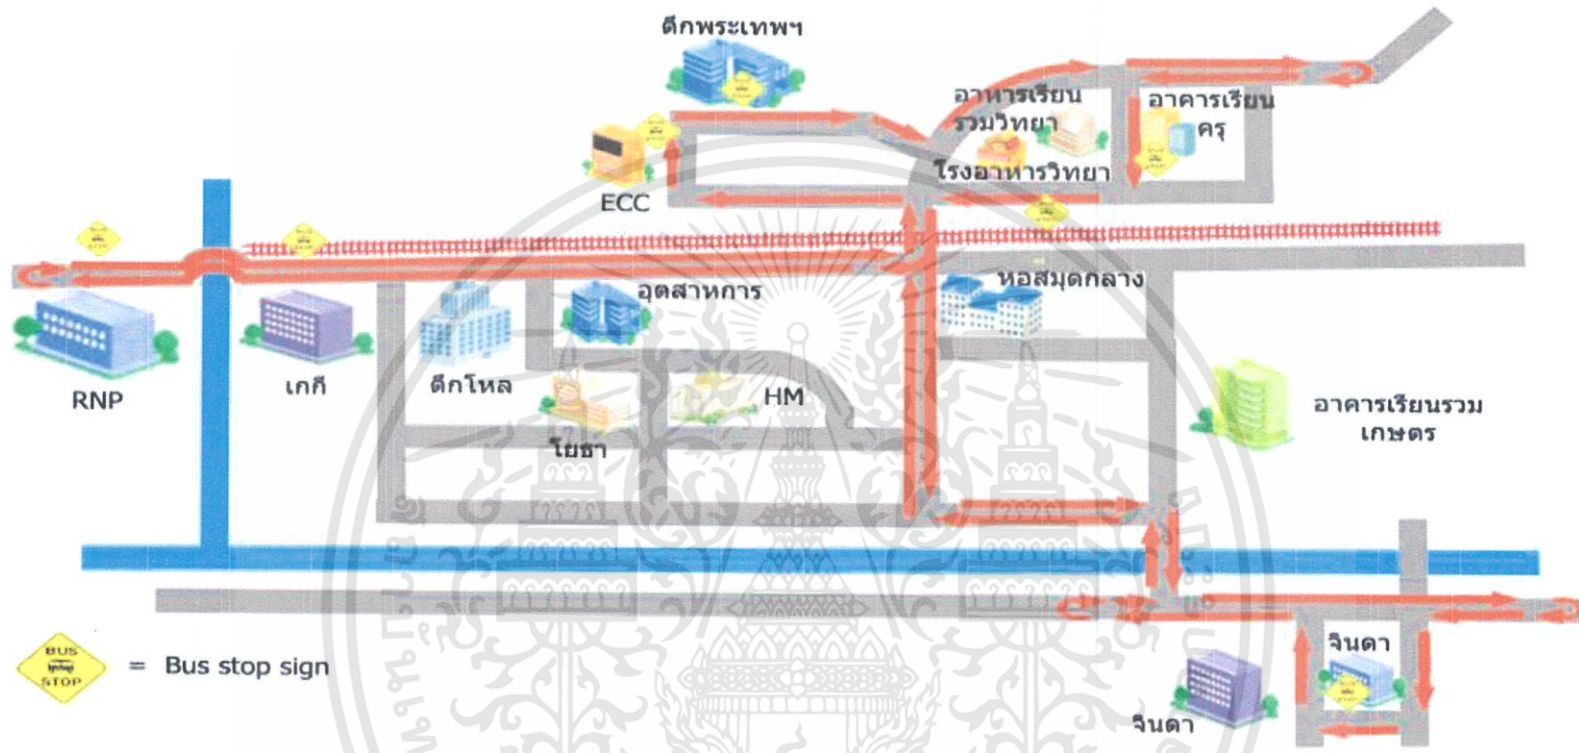 ตึกพระเทพฯ
อาหารเรียน
รวมวิทยา
อาคารเรียน
ครุ
โรงอาหารวิทยา
ECC
อุตสาหการ
หอสมุดกลาง
RNP
เกกี
ตึกโหล
HM
โยธา
อาคารเรียนรวม
เกษตร
BUS
STOP
= Bus stop sign
จินดา
จินดา